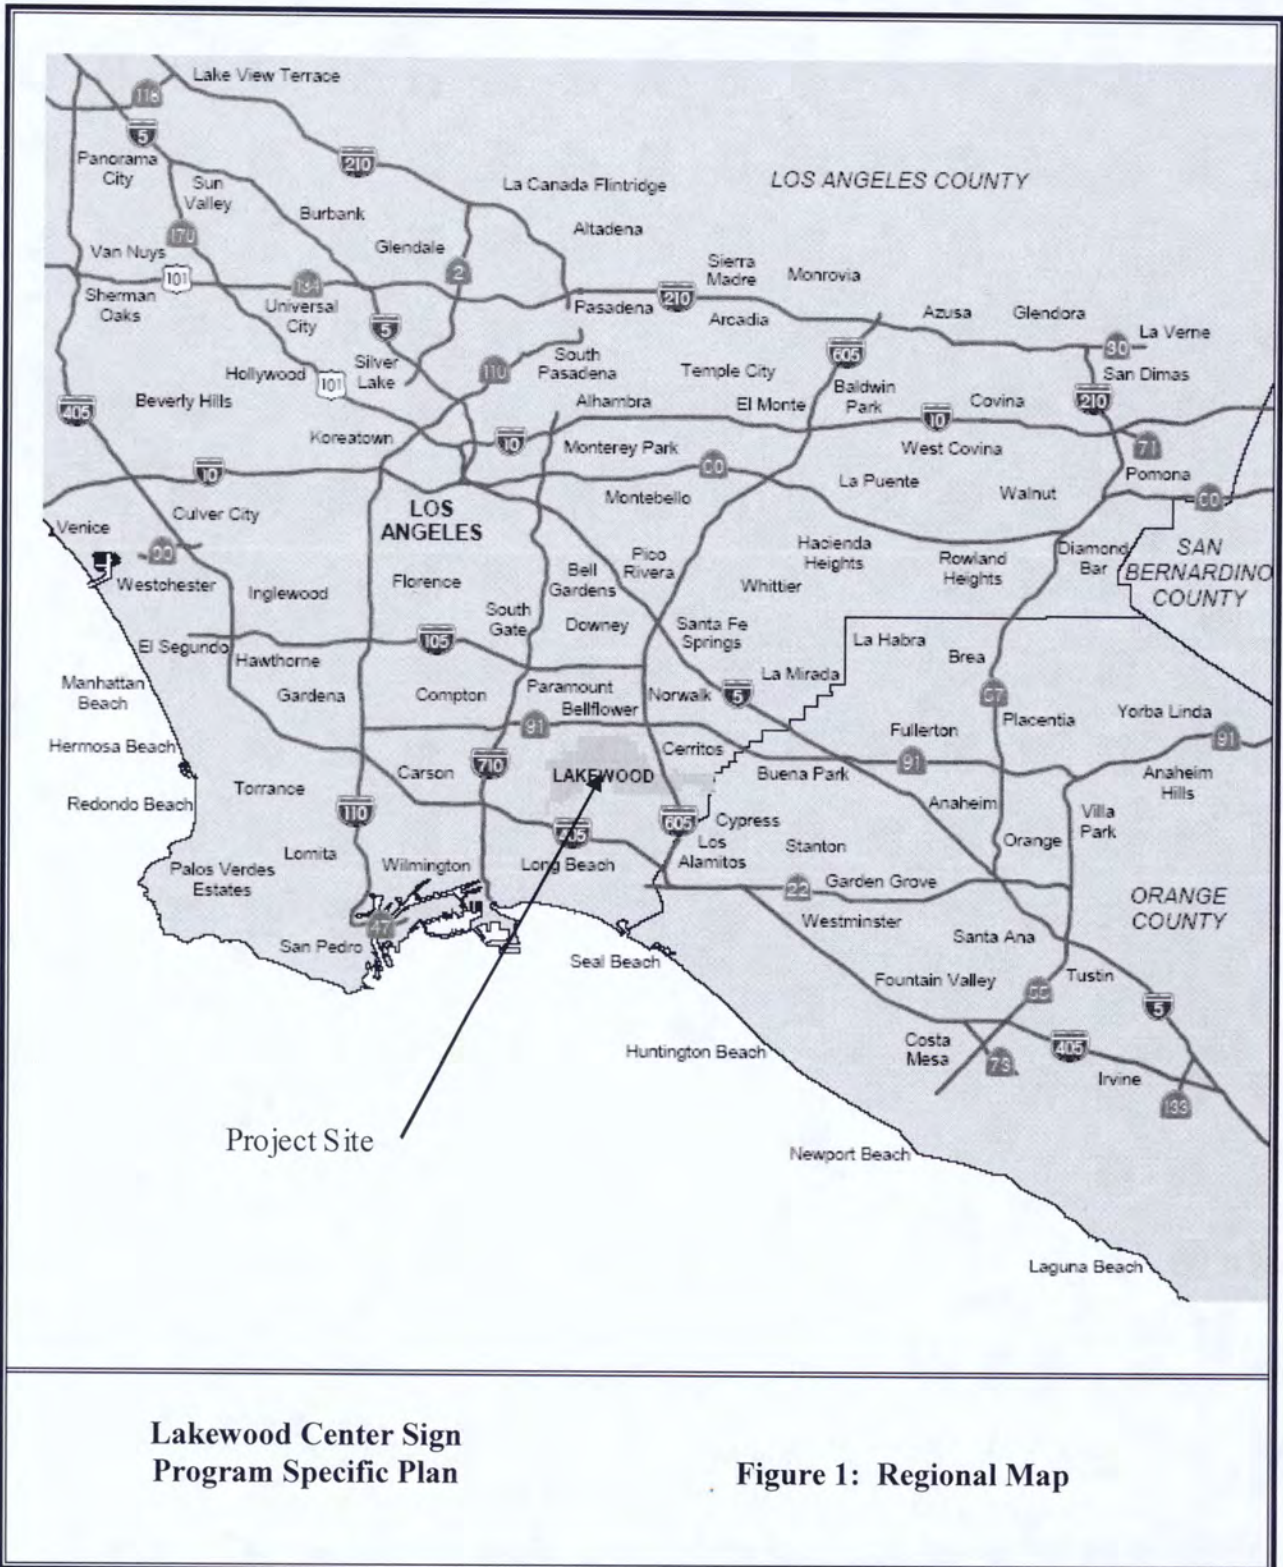 Lake View Terrace
118
5
Panorama
City
Sun
Valley
210
La Canada Flintridge
LOS ANGELES COUNTY
Burbank
Altadena
170
Glendale
Van Nuys
101
134
2
Sierra
Madre
Monrovia
Sherman
Oaks
Universal
City
5
Pasadena
210
Arcadia
Azusa
Glendora
La Verne
30
605
South
Pasadena
Silver
Lake
110
Hollywood
101
Temple City
San Dimas
Baldwin
Park
210
405
Beverly Hills
Alhambra
El Monte
10
Covina
Koreatown
10
Monterey Park
West Covina
71
10
60
Pomona
La Puente
Walnut
60
Montebello
Culver City
LOS
ANGELES
Venice
90
Westchester
Inglewood
Florence
Bell
Gardens
Pico
Rivera
Hacienda
Heights
Whittier
Rowland
Heights
Diamond
Bar
SAN
BERNARDINO
COUNTY
South
Gate
Downey
Santa Fe
Springs
El Segundo
Hawthorne
105
La Habra
Brea
La Mirada
Manhattan
Beach
Gardena
Compton
Paramount
Bellflower
Norwalk
5
57
Placentia
Yorba Linda
91
91
Fullerton
Hermosa Beach
Cerritos
710
Carson
LAKEWOOD
Buena Park
91
Anaheim
Hills
Redondo Beach
Torrance
110
Anaheim
Villa
Park
605
Cypress
405
Los
Alamitos
Stanton
Orange
Lomita
Wilmington
Long Beach
Palos Verdes
Estates
22
Garden Grove
ORANGE
COUNTY
Westminster
47
San Pedro
Santa Ana
Seal Beach
Fountain Valley
Tustin
55
5
Costa
Mesa
405
Huntington Beach
73
Irvine
133
Project Site
Newport Beach
Laguna Beach
Lakewood Center Sign
Program Specific Plan
Figure 1: Regional Map